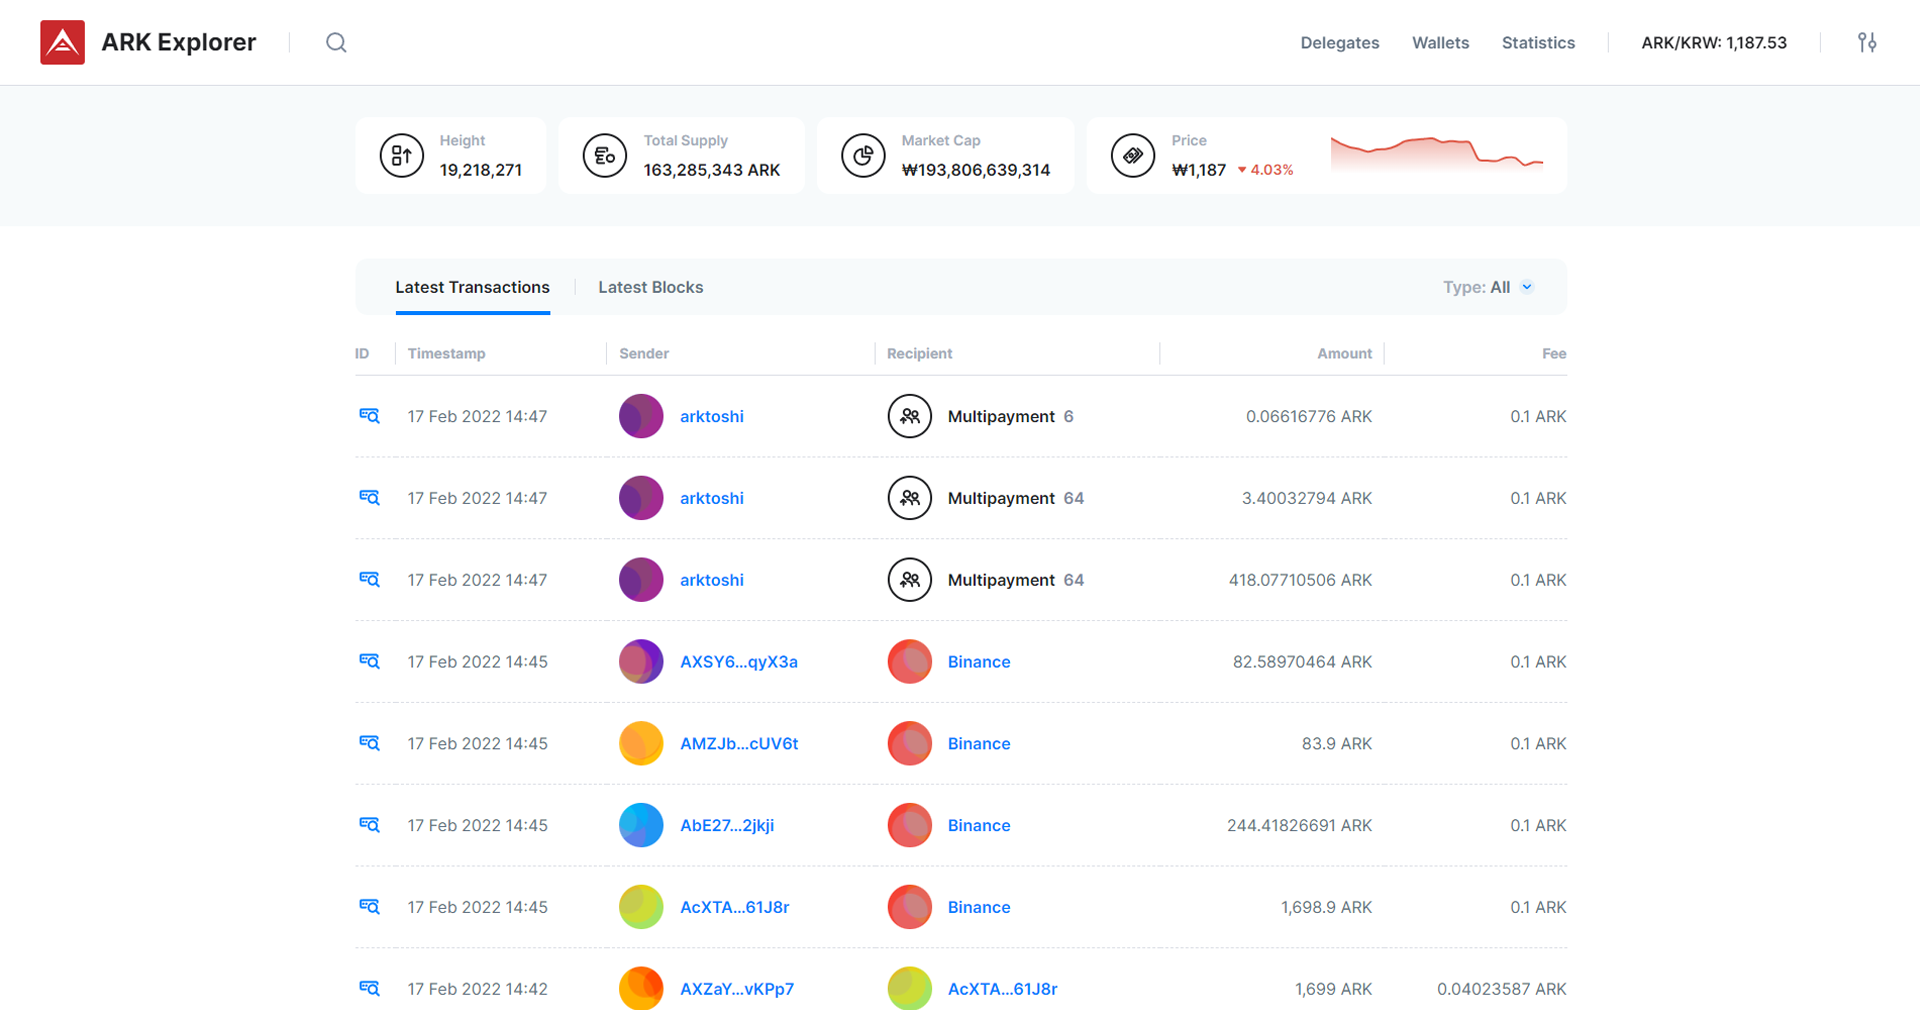 ARK Explorer
Delegates Wallets Statistics ARK/KRW: 1,187.53
Height
19,218,271
Total Supply
163,285,343 ARK
Market Cap
₩193,806,639,314
Price
₩1,187 4.03%
Latest Transactions Latest Blocks Type: All
ID Timestamp Sender Recipient Amount Fee
17 Feb 2022 14:47 arktoshi Multipayment 6 0.06616776 ARK 0.1 ARK
17 Feb 2022 14:47 arktoshi Multipayment 64 3.40032794 ARK 0.1 ARK
17 Feb 2022 14:47 arktoshi Multipayment 64 418.07710506 ARK 0.1 ARK
17 Feb 2022 14:45 AXSY6...qyX3a Binance 82.58970464 ARK 0.1 ARK
17 Feb 2022 14:45 AMZJb...cUV6t Binance 83.9 ARK 0.1 ARK
17 Feb 2022 14:45 AbE27...2jkji Binance 244.41826691 ARK 0.1 ARK
17 Feb 2022 14:45 AcXTA...61J8r Binance 1,698.9 ARK 0.1 ARK
17 Feb 2022 14:42 AXZaY...vKPp7 AcXTA...61J8r 1,699 ARK 0.04023587 ARK